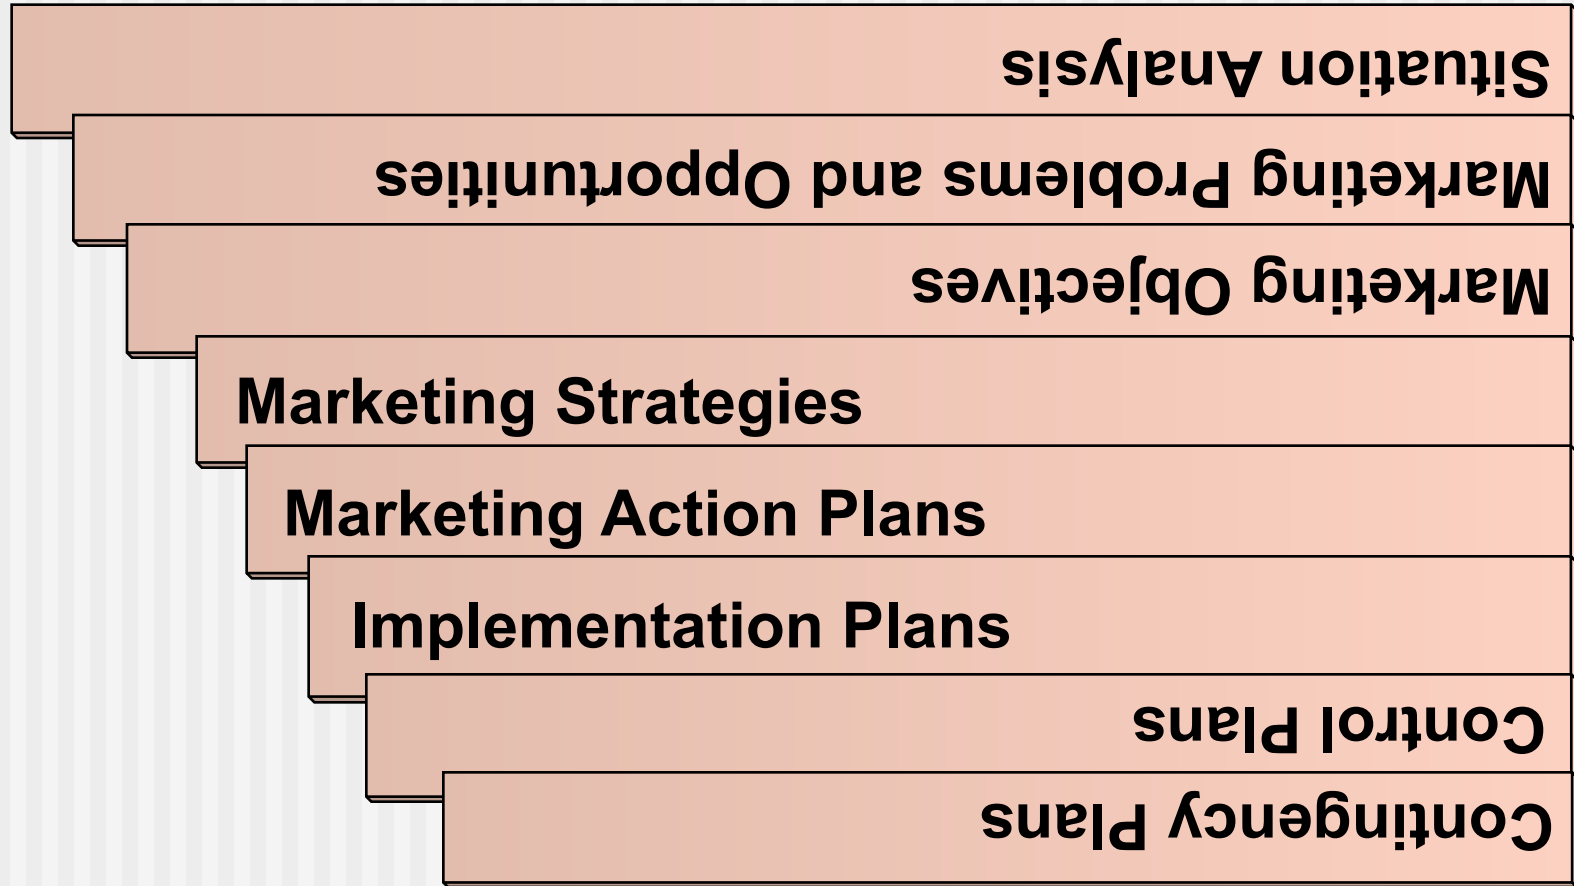 Situation Analysis
Marketing Problems and Opportunities
Marketing Objectives
Marketing Strategies
Marketing Action Plans
Implementation Plans
Control Plans
Contingency Plans